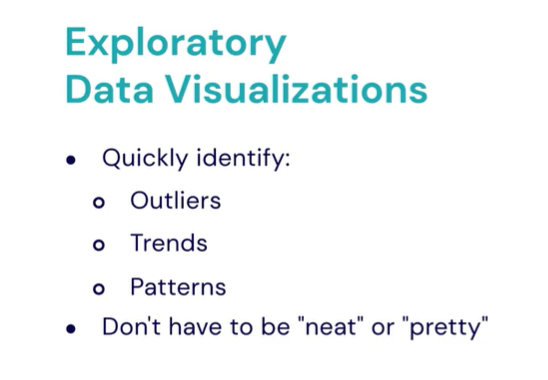 Exploratory
Data Visualizations
• Quickly identify:
o Outliers
o Trends
o Patterns
• Don't have to be "neat" or "pretty"